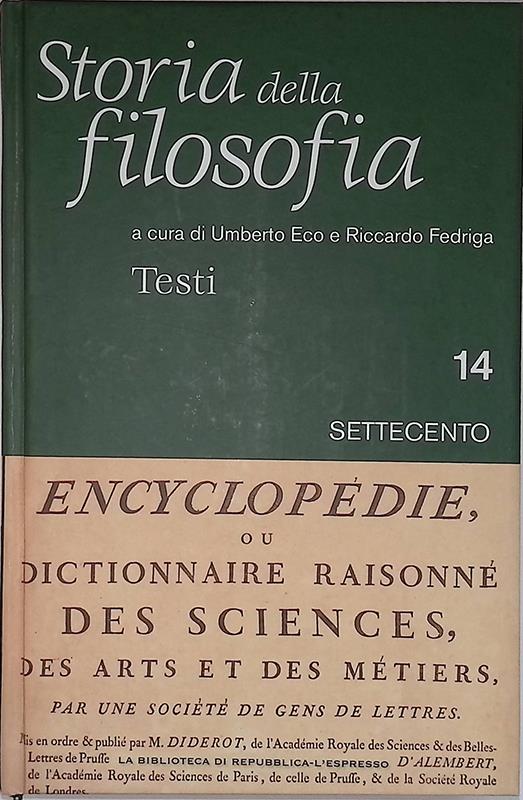 Storia della
filosofia
a cura di Umberto Eco e Riccardo Fedriga
Testi
14
SETTECENTO
ENCYCLOPÉDIE,
OU
DICTIONNAIRE RAISONNÉ
DES SCIENCES,
DES ARTS ET DES MÉTIERS,
PAR UNE SOCIÉTÉ DE GENS DE LETTRES.
Mis en ordre & publié par M. DIDEROT, de l'Académie Royale des Sciences & des Belles-
Lettres de Prusse LA BIBLIOTECA DI REPUBBLICA-L'ESPRESSO D'ALEMBERT,
de l'Académie Royale des Sciences de Paris, de celle de Prusse, & de la Société Royale
de Londres.